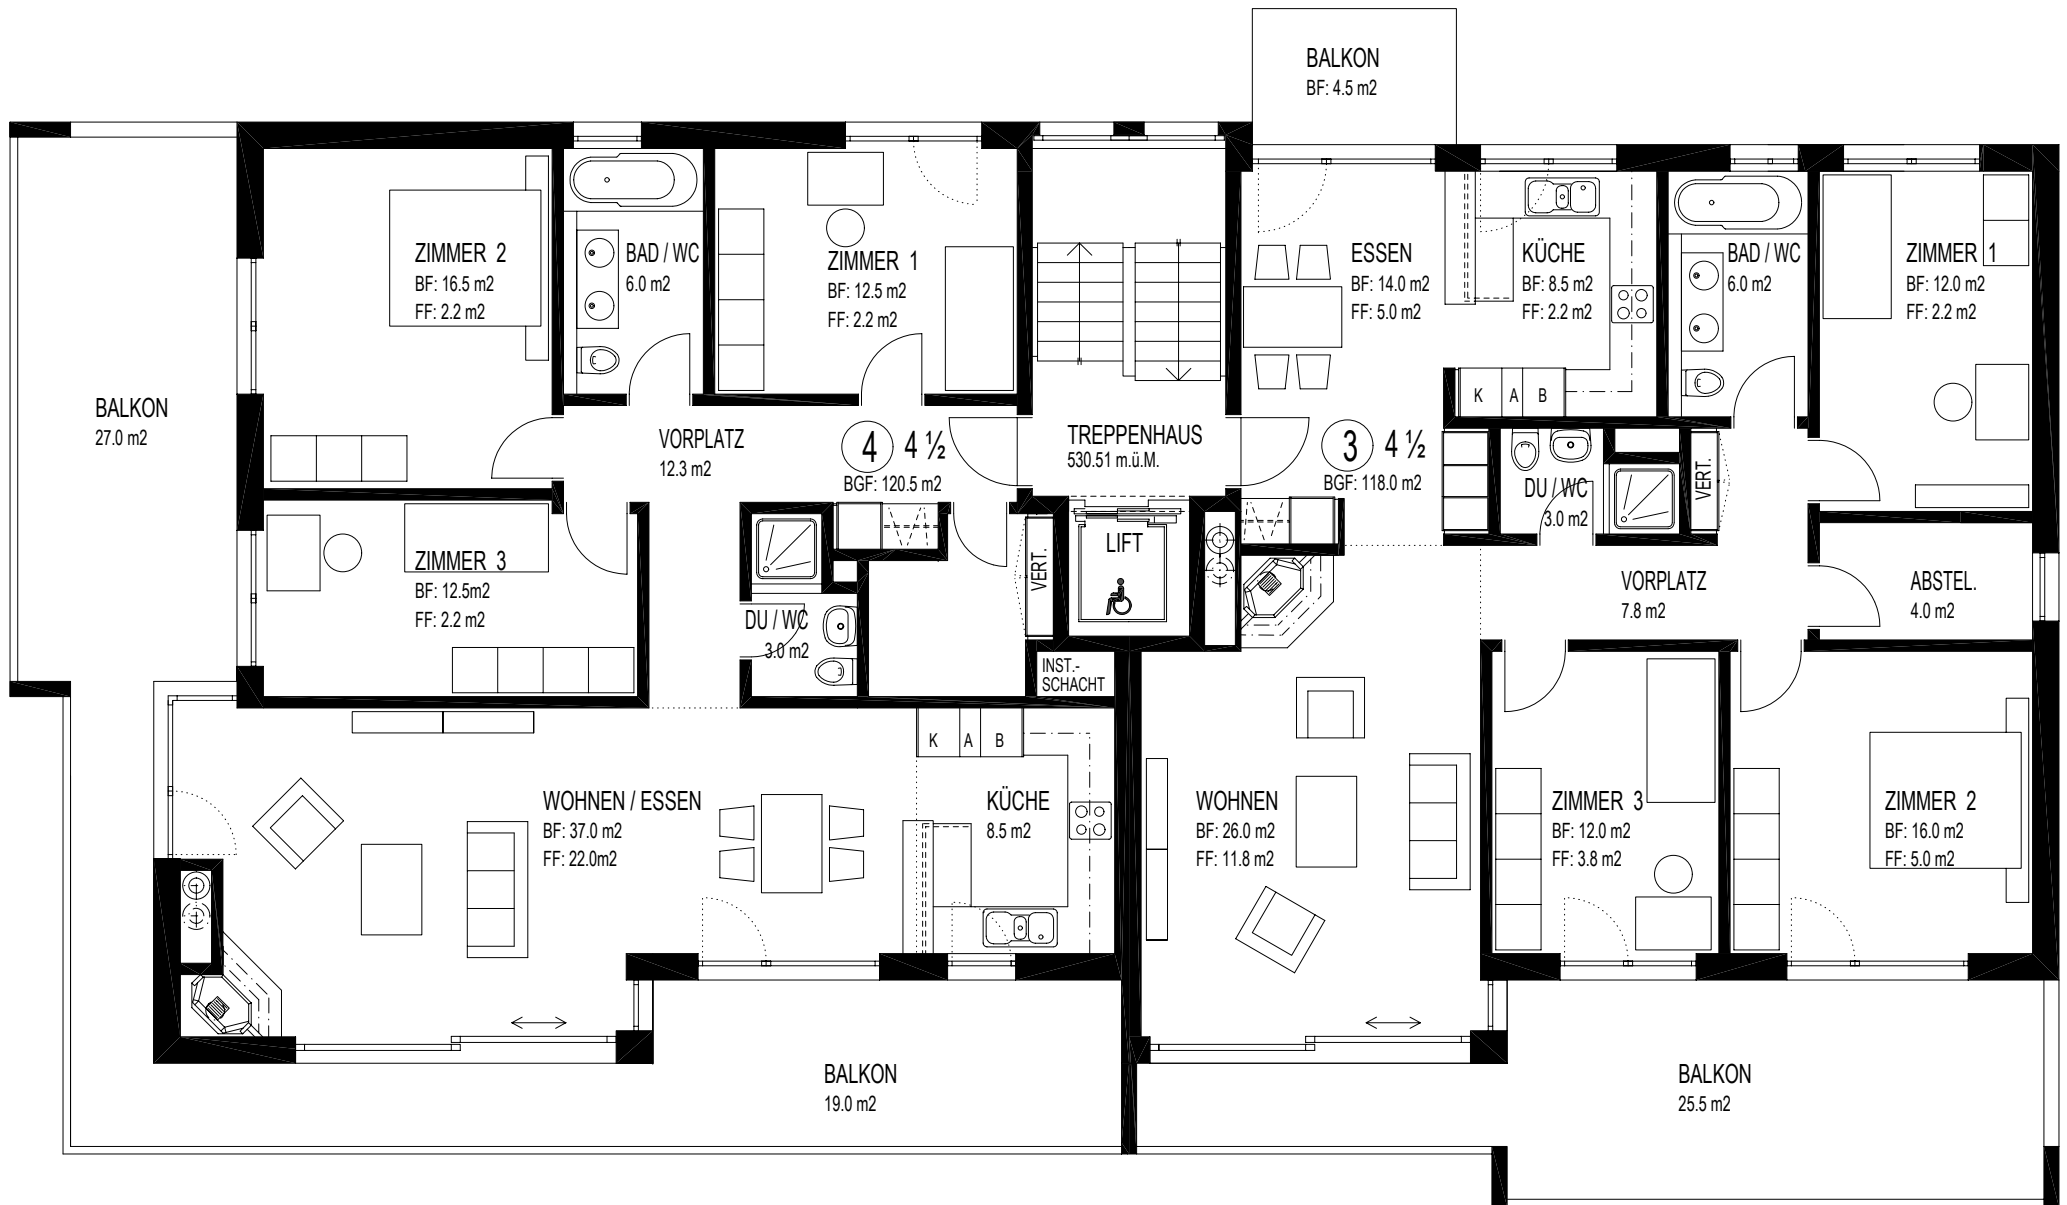 BALKON
BF: 4.5 m2
ZIMMER 2
BF: 16.5 m2
FF: 2.2 m2
BAD / WC
6.0 m2
ZIMMER 1
BF: 12.5 m2
FF: 2.2 m2
ESSEN
BF: 14.0 m2
FF: 5.0 m2
KÜCHE
BF: 8.5 m2
FF: 2.2 m2
BAD / WC
6.0 m2
ZIMMER 1
BF: 12.0 m2
FF: 2.2 m2
K A B
BALKON
27.0 m2
VORPLATZ
12.3 m2
4 4 ½
BGF: 120.5 m2
TREPPENHAUS
530.51 m.ü.M.
3 4 ½
BGF: 118.0 m2
DU / WC
3.0 m2
VERT.
ZIMMER 3
BF: 12.5m2
FF: 2.2 m2
DU / WC
3.0 m2
VERT.
LIFT
INST.-
SCHACHT
VORPLATZ
7.8 m2
ABSTEL.
4.0 m2
K A B
WOHNEN / ESSEN
BF: 37.0 m2
FF: 22.0m2
KÜCHE
8.5 m2
WOHNEN
BF: 26.0 m2
FF: 11.8 m2
ZIMMER 3
BF: 12.0 m2
FF: 3.8 m2
ZIMMER 2
BF: 16.0 m2
FF: 5.0 m2
BALKON
19.0 m2
BALKON
25.5 m2